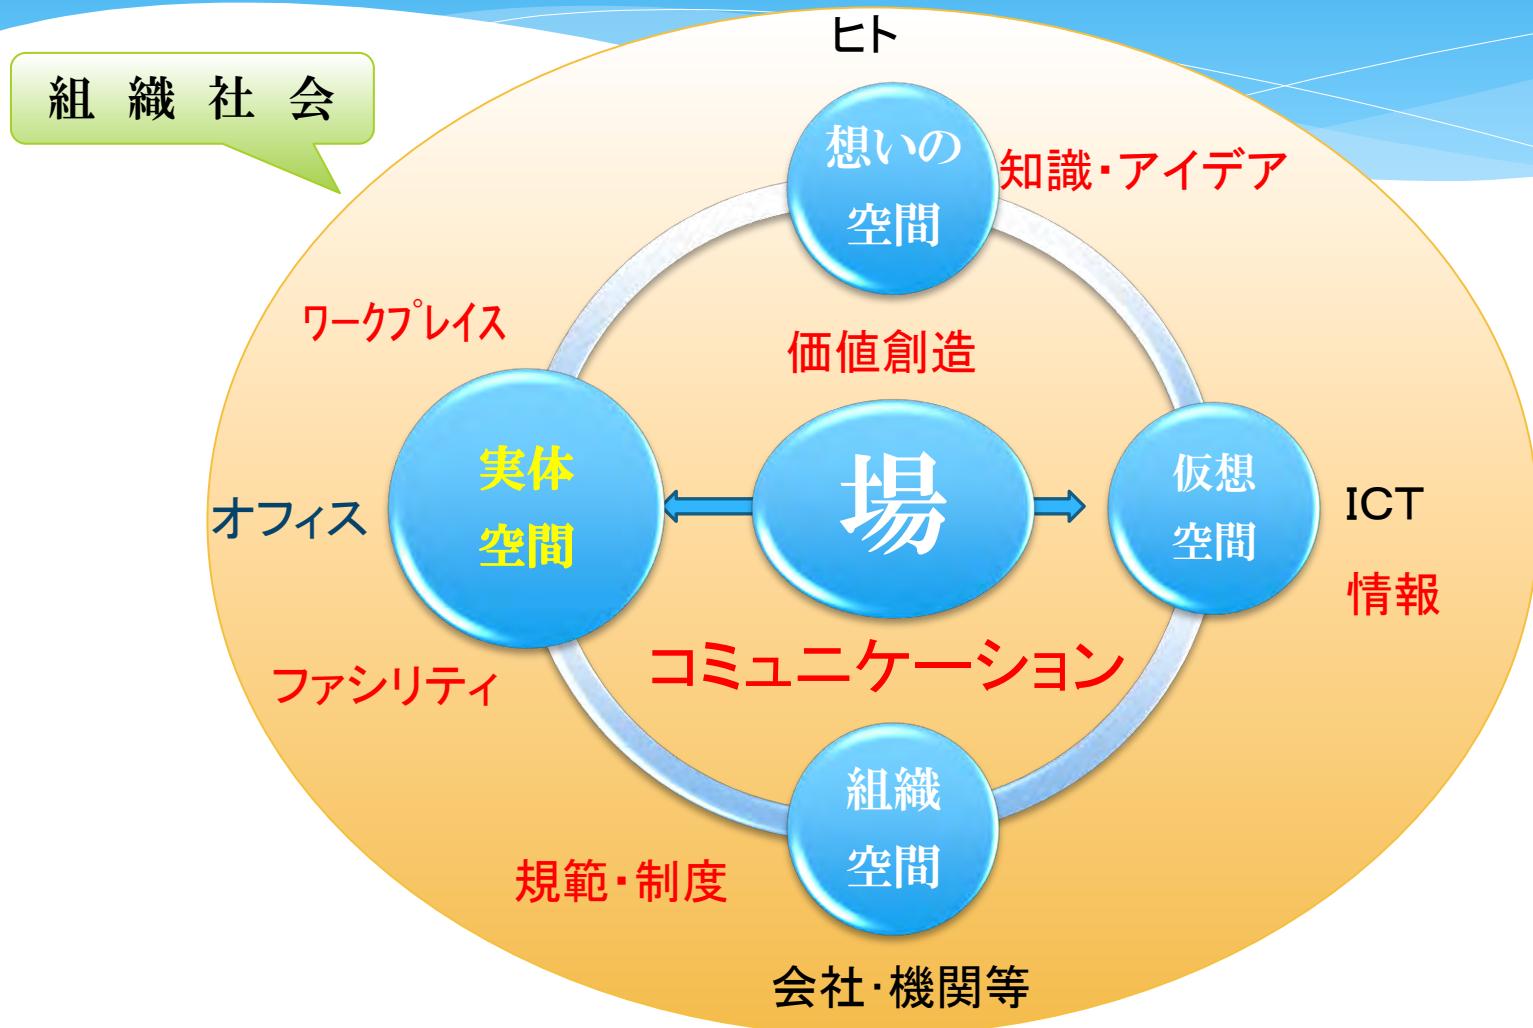 ヒト
組織社会
想いの
空間
知識・アイデア
ワークプレイス
価値創造
実体
空間
場
仮想
空間
オフィス
ICT
情報
コミュニケーション
ファシリティ
組織
空間
規範・制度
会社・機関等